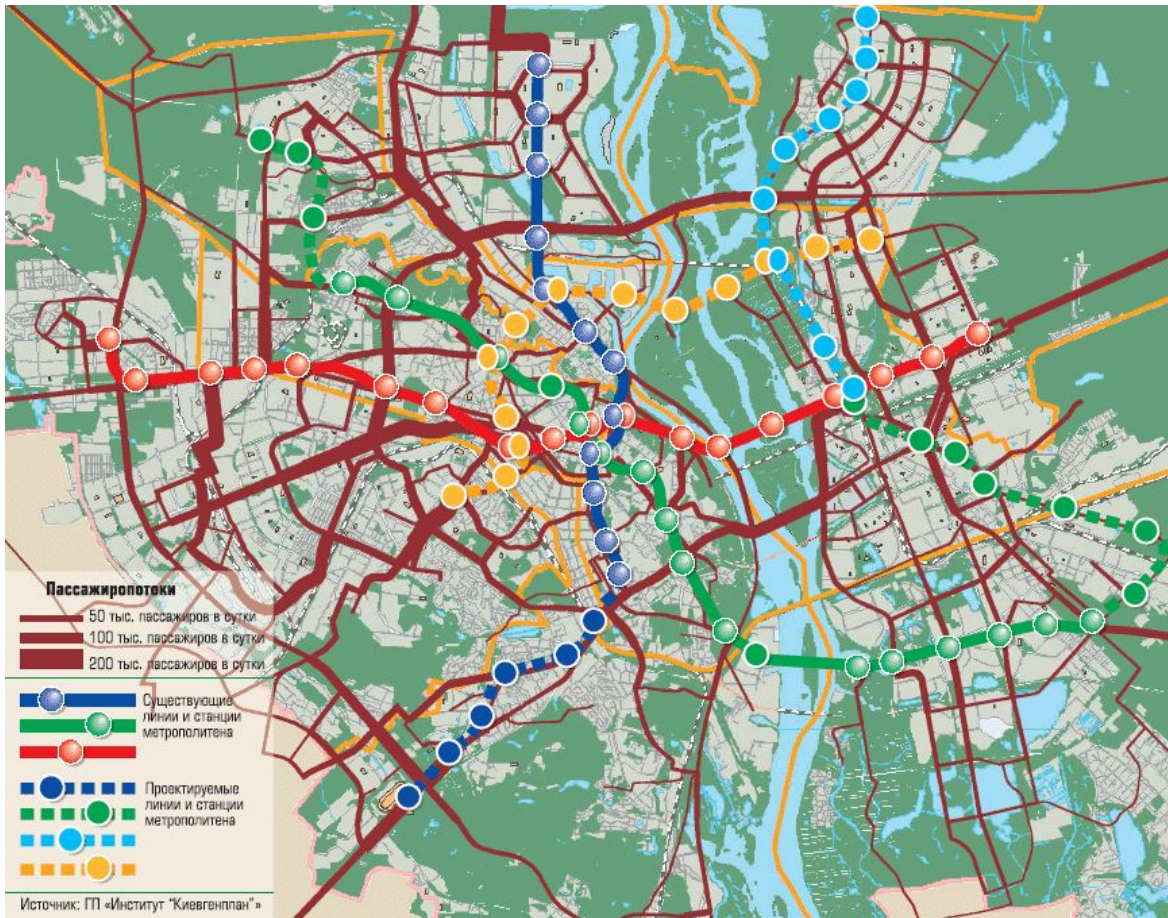 Пассажиропотоки
50 тыс. пассажиров в сутки
100 тыс. пассажиров в сутки
200 тыс. пассажиров в сутки
Существующие
линии и станции
метрополитена
Проектируемые
линии и станции
метрополитена
Источник: ГП «Институт "Киевгенплан"»